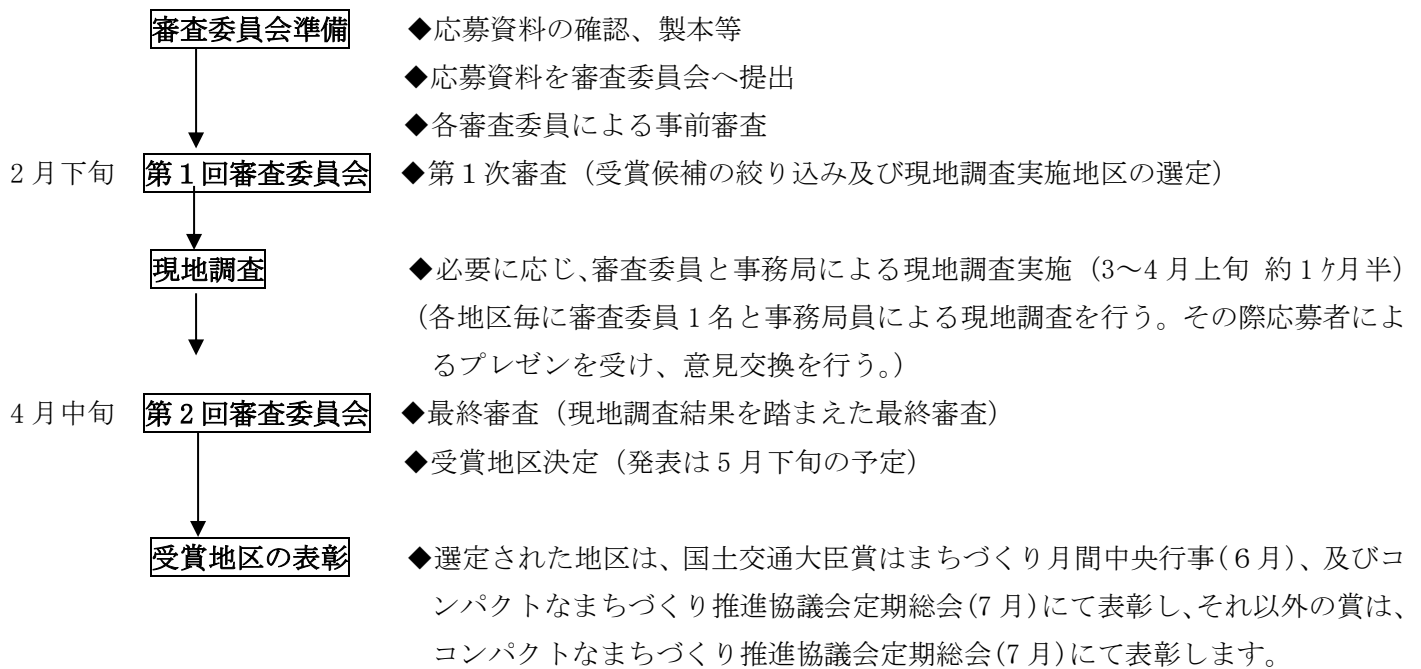 審査委員会準備 ◆応募資料の確認、製本等
◆応募資料を審査委員会へ提出
◆各審査委員による事前審査
2月下旬 第1回審査委員会 ◆第1次審査（受賞候補の絞り込み及び現地調査実施地区の選定）
現地調査 ◆必要に応じ、審査委員と事務局による現地調査実施（3～4月上旬 約1ｹ月半）
（各地区毎に審査委員1名と事務局員による現地調査を行う。その際応募者によ
るプレゼンを受け、意見交換を行う。）
4月中旬 第2回審査委員会 ◆最終審査（現地調査結果を踏まえた最終審査）
◆受賞地区決定（発表は5月下旬の予定）
受賞地区の表彰 ◆選定された地区は、国土交通大臣賞はまちづくり月間中央行事(６月)、及びコ
ンパクトなまちづくり推進協議会定期総会(7月)にて表彰し、それ以外の賞は、
コンパクトなまちづくり推進協議会定期総会(7月)にて表彰します。